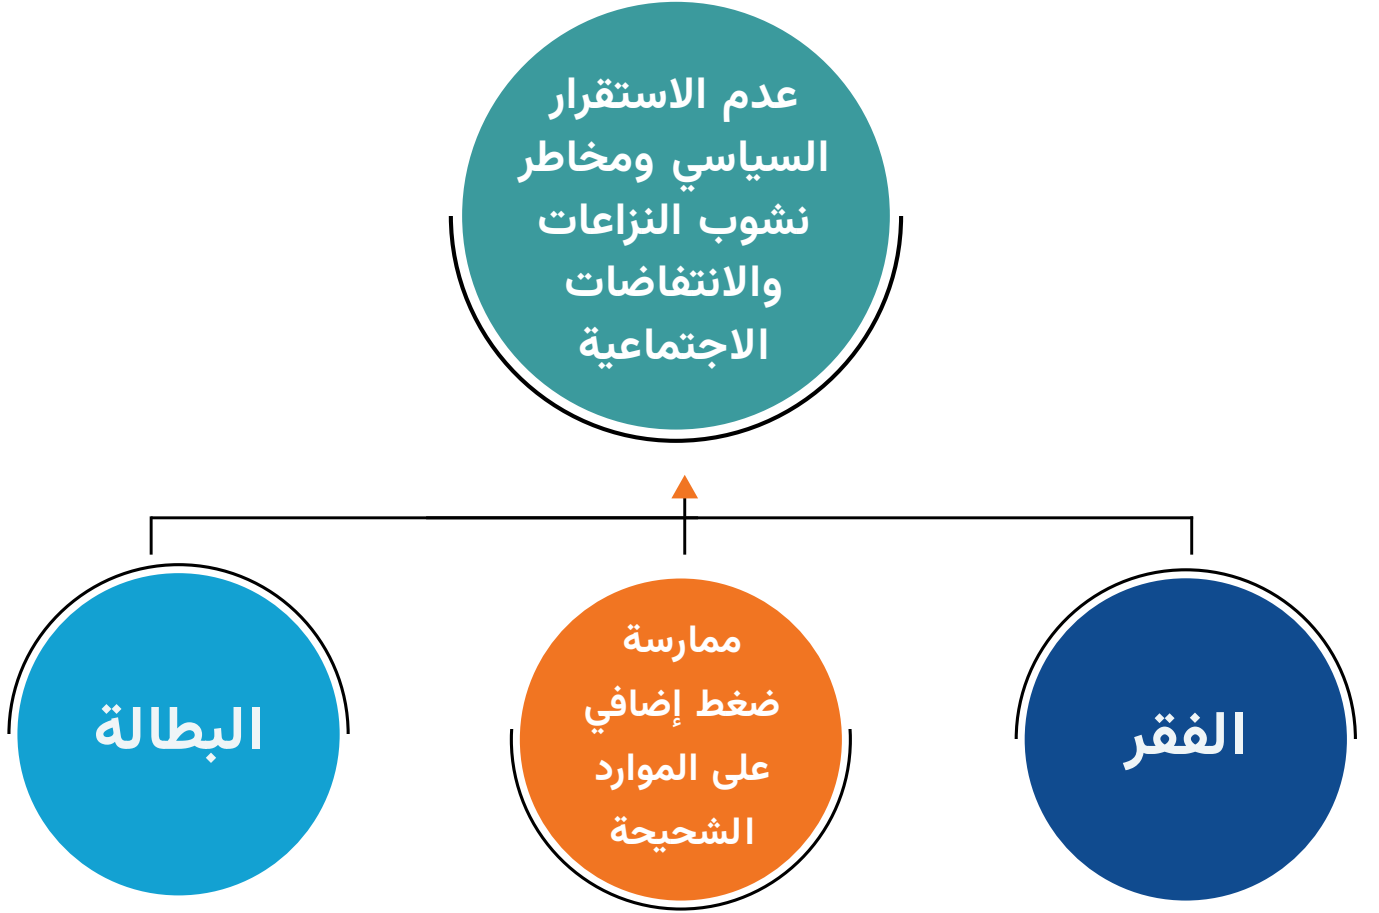 عدم الاستقرار
السياسي ومخاطر
نشوب النزاعات
والانتفاضات
الاجتماعية
الفقر
ممارسة
ضغط إضافي
على الموارد
الشحيحة
البطالة